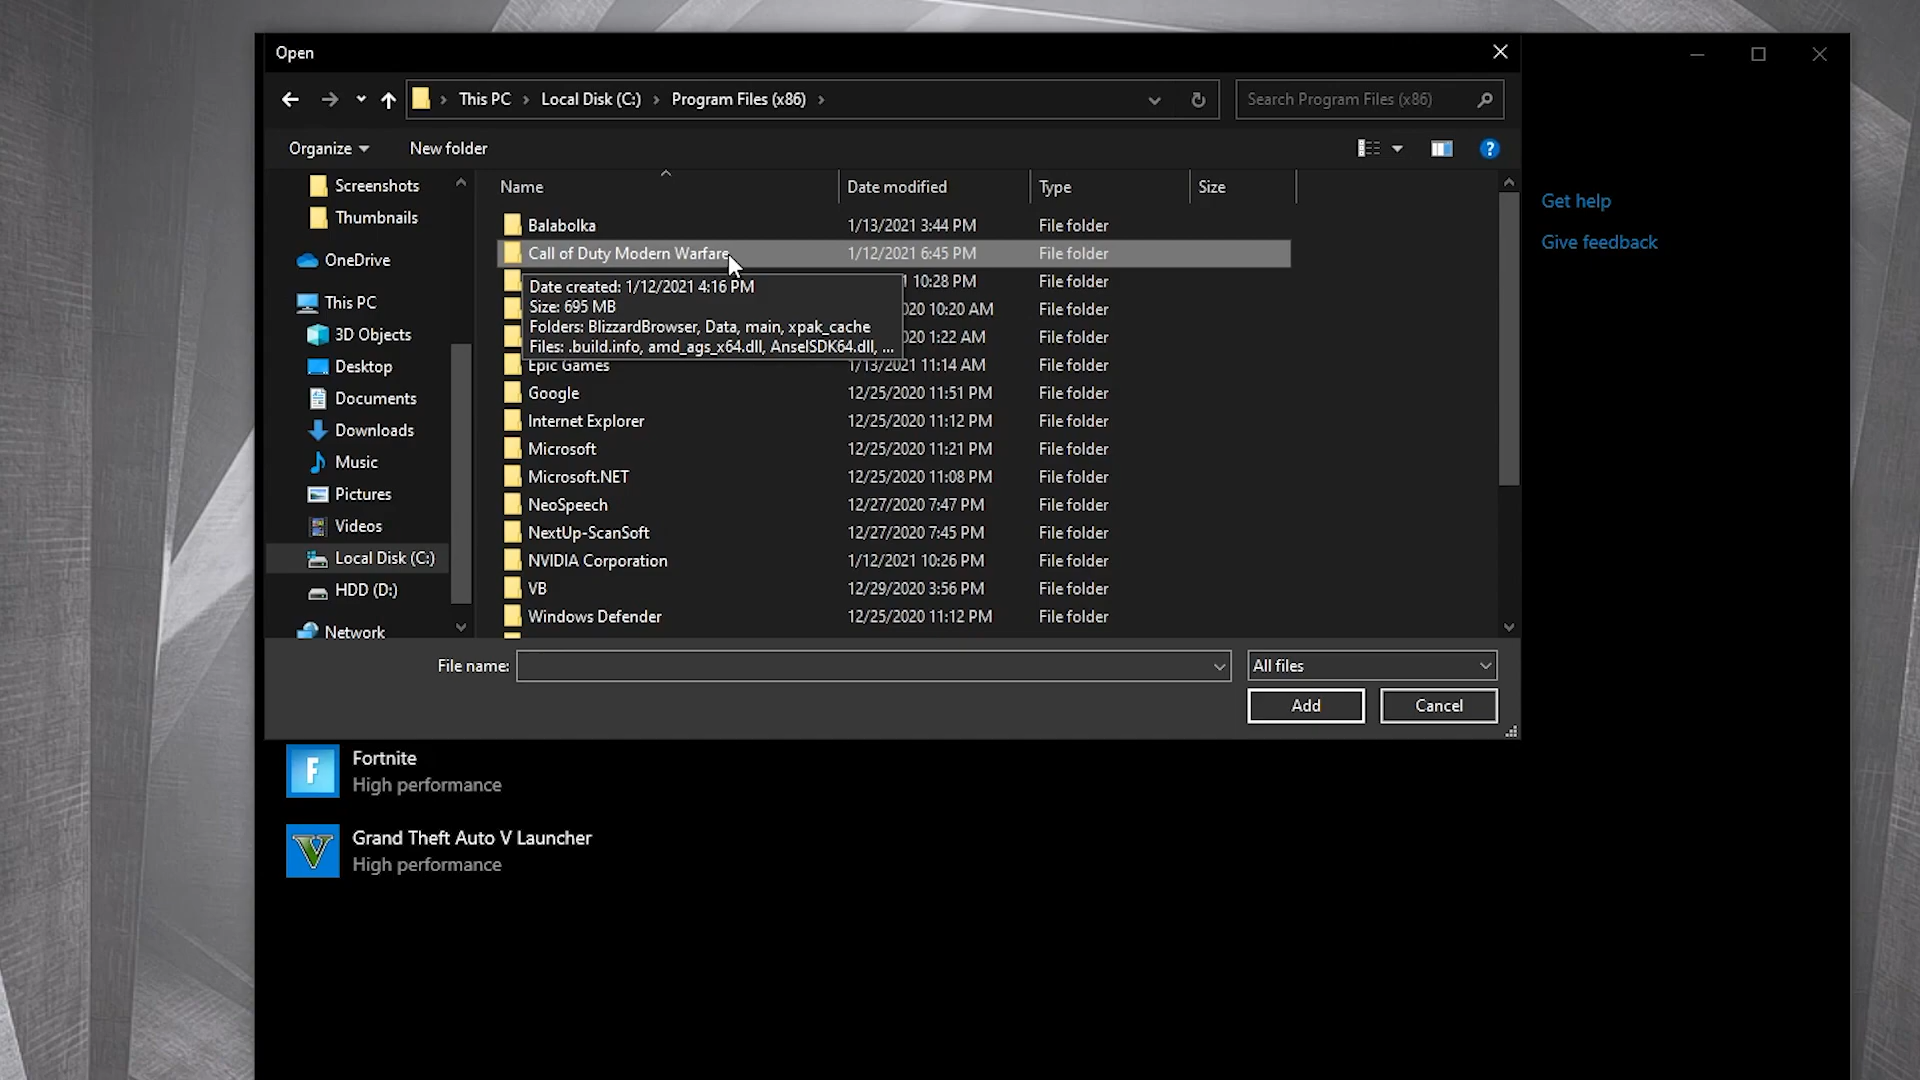 Open
This PC Local Disk (C:) Program Files (x86) Search Program Files (x86)
Organize New folder
Screenshots
Thumbnails
OneDrive
This PC
3D Objects
Desktop
Documents
Downloads
Music
Pictures
Videos
Local Disk (C:)
HDD (D:)
Network
Name Date modified Type Size
Balabolka 1/13/2021 3:44 PM File folder
Call of Duty Modern Warfare 1/12/2021 6:45 PM File folder
10:28 PM File folder
10:20 AM File folder
1:22 AM File folder
Date created: 1/12/2021 4:16 PM
Size: 695 MB
Folders: BlizzardBrowser, Data, main, xpak_cache
Files: .build.info, amd_ags_x64.dll, AnselSDK64.dll, ...
Epic Games 1/13/2021 11:14 AM File folder
Google 12/25/2020 11:51 PM File folder
Internet Explorer 12/25/2020 11:12 PM File folder
Microsoft 12/25/2020 11:21 PM File folder
Microsoft.NET 12/25/2020 11:08 PM File folder
NeoSpeech 12/27/2020 7:47 PM File folder
NextUp-ScanSoft 12/27/2020 7:45 PM File folder
NVIDIA Corporation 1/12/2021 10:26 PM File folder
VB 12/29/2020 3:56 PM File folder
Windows Defender 12/25/2020 11:12 PM File folder
File name: All files
Add Cancel
Get help
Give feedback
Fortnite
High performance
Grand Theft Auto V Launcher
High performance